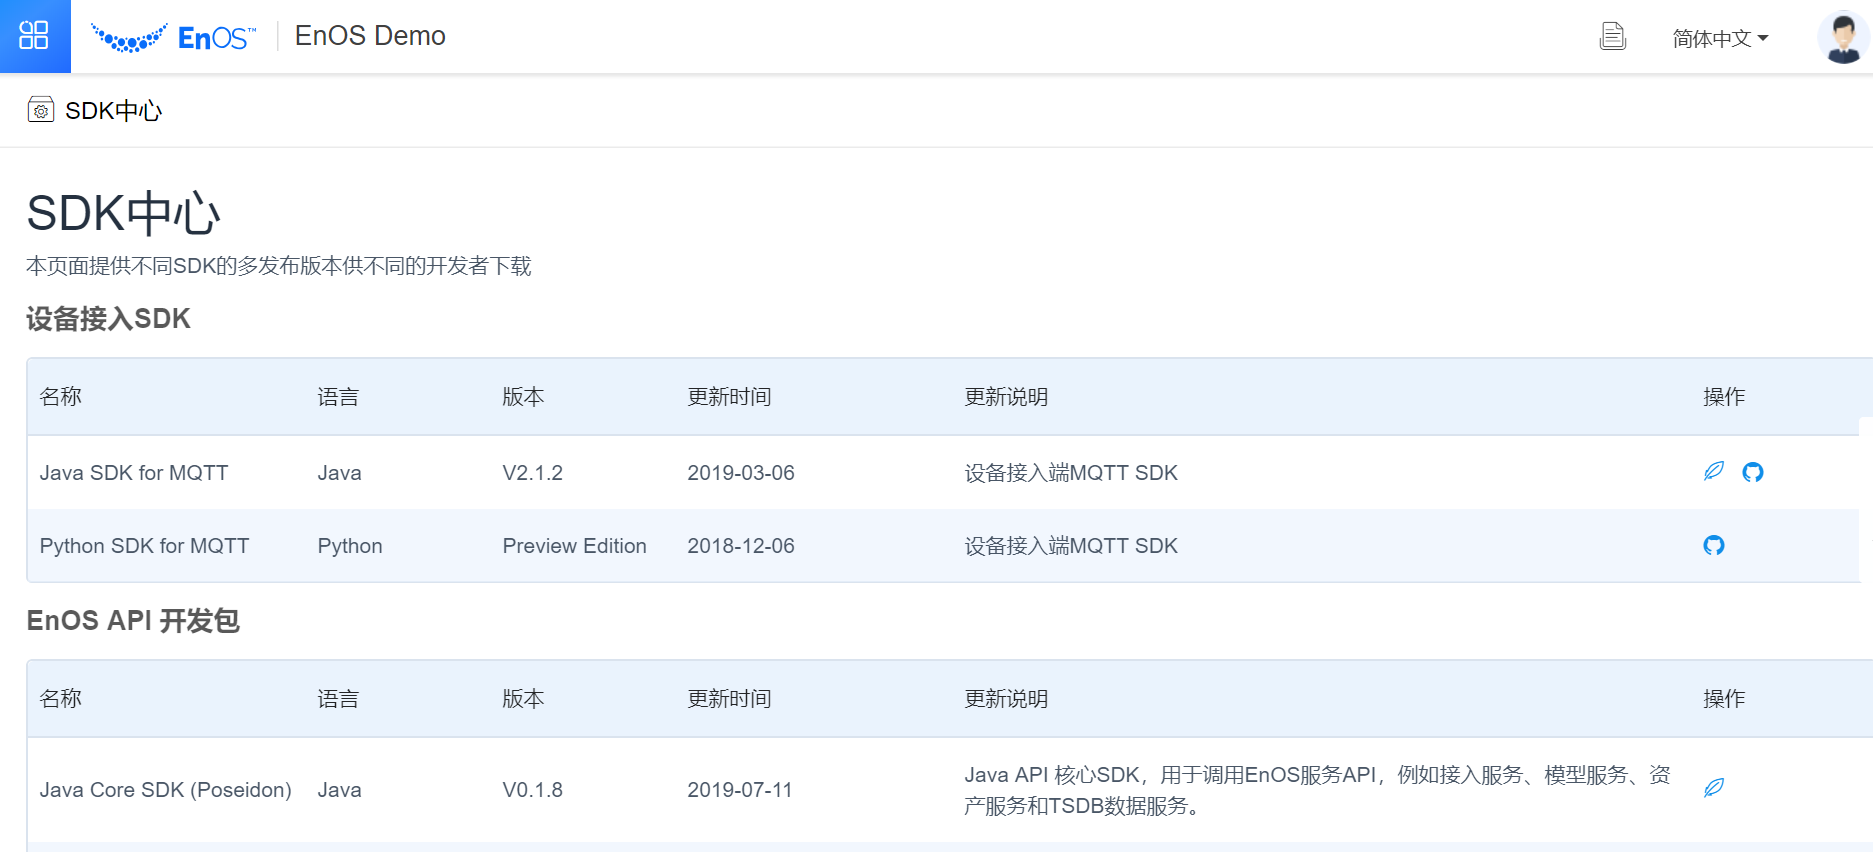 EnOS™ EnOS Demo 简体中文
SDK中心
SDK中心
本页面提供不同SDK的多发布版本供不同的开发者下载
设备接入SDK
名称 语言 版本 更新时间 更新说明 操作
Java SDK for MQTT Java V2.1.2 2019-03-06 设备接入端MQTT SDK
Python SDK for MQTT Python Preview Edition 2018-12-06 设备接入端MQTT SDK
EnOS API 开发包
名称 语言 版本 更新时间 更新说明 操作
Java Core SDK (Poseidon) Java V0.1.8 2019-07-11 Java API 核心SDK，用于调用EnOS服务API，例如接入服务、模型服务、资
产服务和TSDB数据服务。